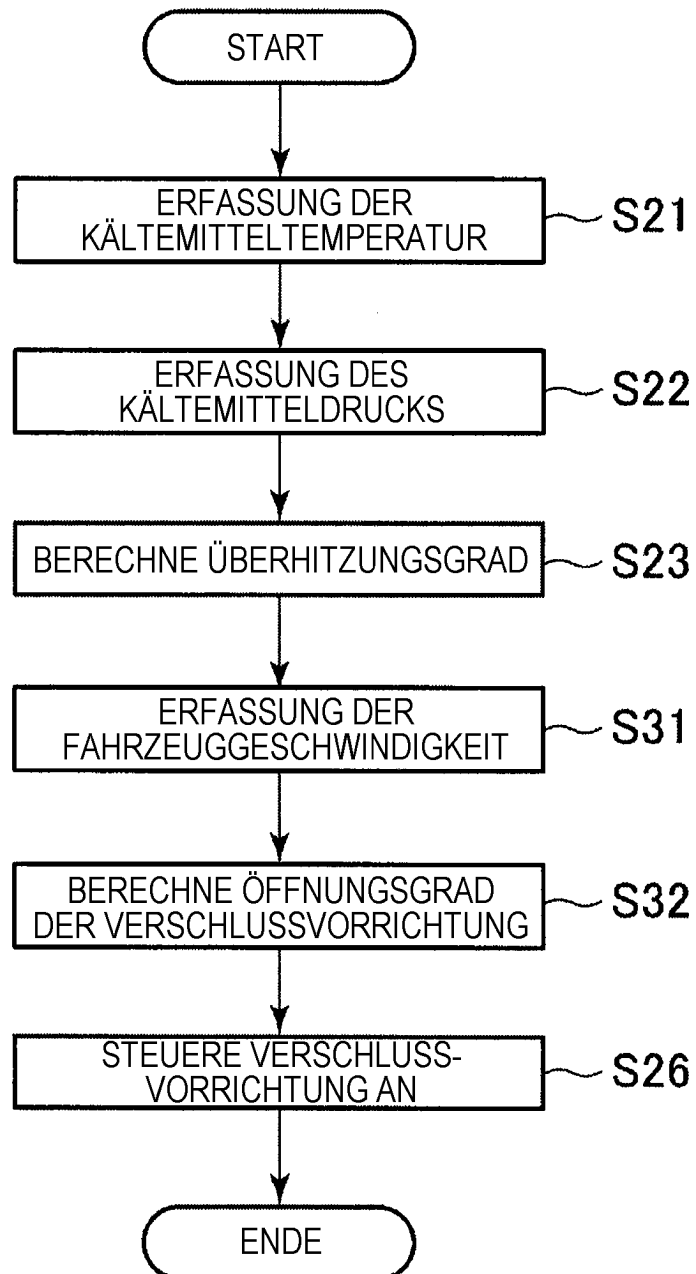 START
ERFASSUNG DER
KÄLTEMITTELTEMPERATUR
S21
ERFASSUNG DES
KÄLTEMITTELDRUCKS
S22
BERECHNE ÜBERHITZUNGSGRAD
S23
ERFASSUNG DER
FAHRZEUGGESCHWINDIGKEIT
S31
BERECHNE ÖFFNUNGSGRAD
DER VERSCHLUSSVORRICHTUNG
S32
STEUERE VERSCHLUSS-
VORRICHTUNG AN
S26
ENDE